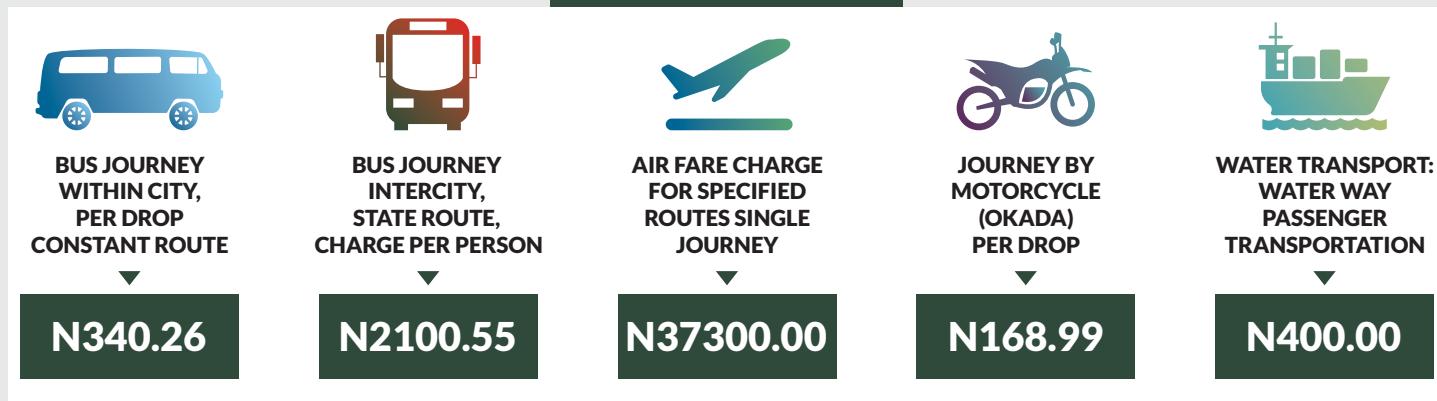 BUS JOURNEY
WITHIN CITY,
PER DROP
CONSTANT ROUTE
N340.26
BUS JOURNEY
INTERCITY,
STATE ROUTE,
CHARGE PER PERSON
N2100.55
AIR FARE CHARGE
FOR SPECIFIED
ROUTES SINGLE
JOURNEY
N37300.00
JOURNEY BY
MOTORCYCLE
(OKADA)
PER DROP
N168.99
WATER TRANSPORT:
WATER WAY
PASSENGER
TRANSPORTATION
N400.00